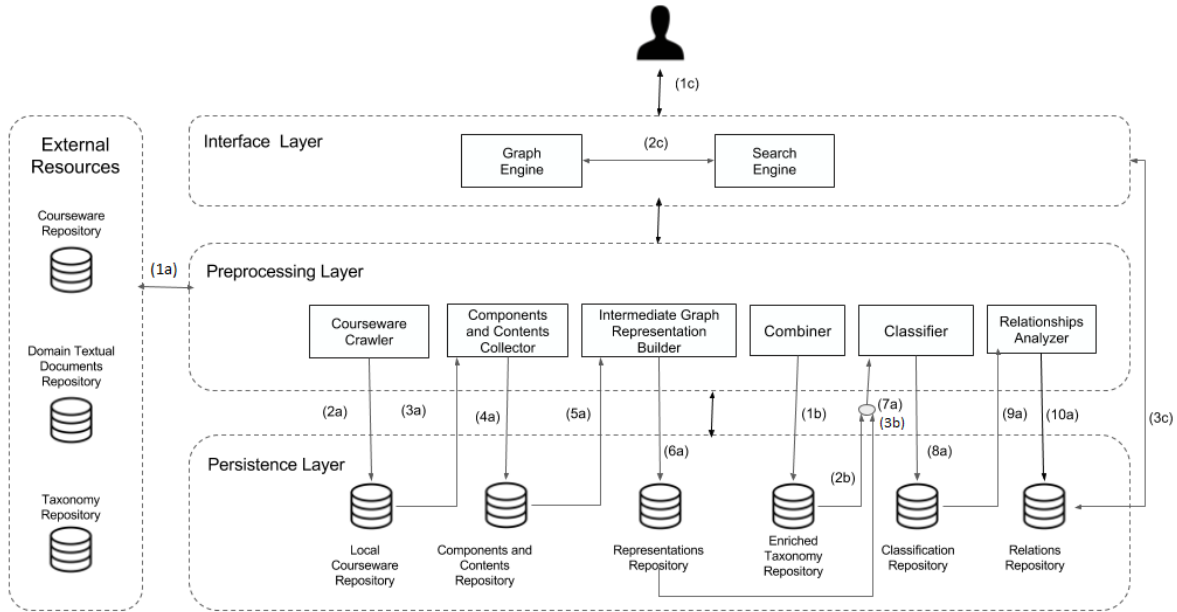 (1c)
External
Resources
Courseware
Repository
Domain Textual
Documents
Repository
Taxonomy
Repository
(1a)
Interface Layer
Graph
Engine
(2c)
Search
Engine
Preprocessing Layer
Courseware
Crawler
Components
and Contents
Collector
Intermediate Graph
Representation
Builder
Combiner
Classifier
Relationships
Analyzer
(2a)
(3a)
(4a)
(5a)
(6a)
(1b)
(2b)
(7a)
(3b)
(8a)
(9a)
(10a)
(3c)
Persistence Layer
Local
Courseware
Repository
Components and
Contents
Repository
Representations
Repository
Enriched
Taxonomy
Repository
Classification
Repository
Relations
Repository